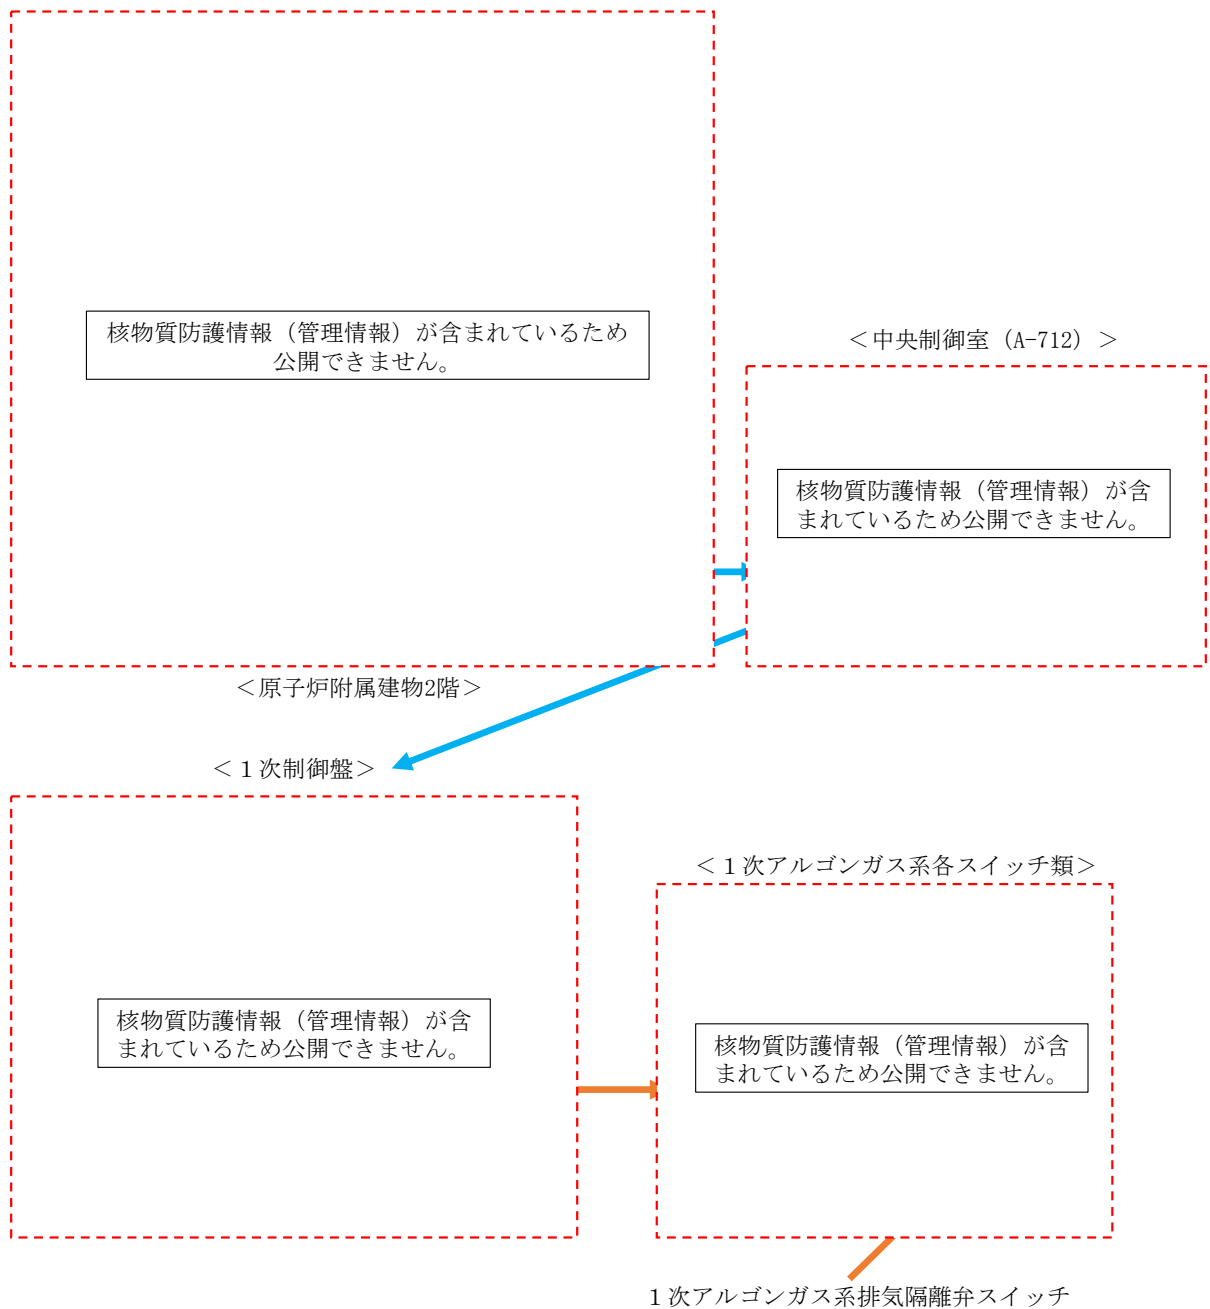 核物質防護情報（管理情報）が含まれているため
公開できません。
＜中央制御室（A-712）＞
核物質防護情報（管理情報）が含
まれているため公開できません。
＜原子炉附属建物2階＞
＜１次制御盤＞
核物質防護情報（管理情報）が含
まれているため公開できません。
＜１次アルゴンガス系各スイッチ類＞
核物質防護情報（管理情報）が含
まれているため公開できません。
１次アルゴンガス系排気隔離弁スイッチ